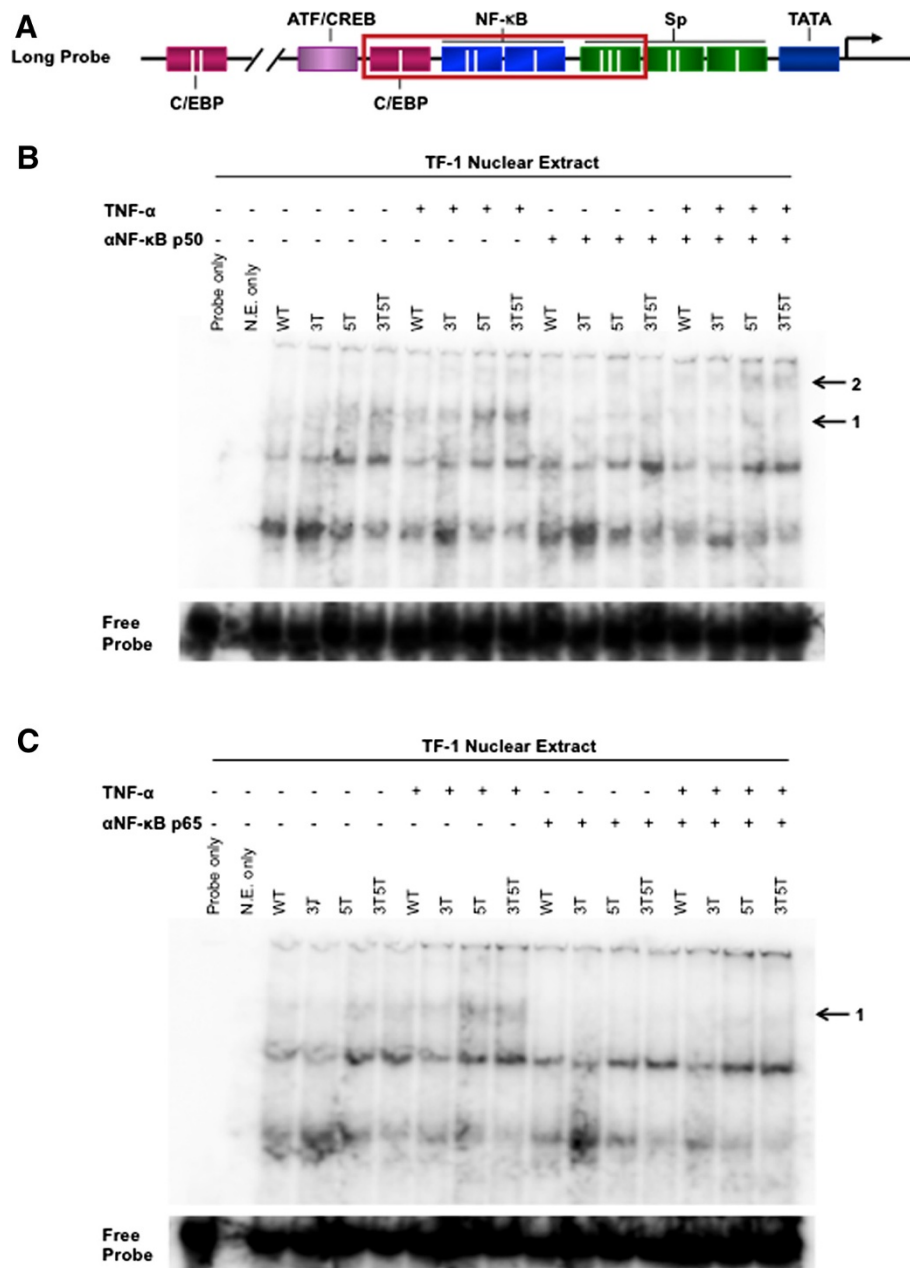 A
ATF/CREB NF-κB Sp TATA
Long Probe
C/EBP C/EBP
B
TF-1 Nuclear Extract
TNF-α - - - - - - + + + + - - - - + + + +
αNF-κB p50 - - - - - - - - - - + + + + + + + +
Probe only N.E. only WT 3T 5T 3T5T WT 3T 5T 3T5T WT 3T 5T 3T5T WT 3T 5T 3T5T
2
1
Free
Probe
C
TF-1 Nuclear Extract
TNF-α - - - - - - + + + + - - - - + + + +
αNF-κB p65 - - - - - - - - - - + + + + + + + +
Probe only N.E. only WT 3T 5T 3T5T WT 3T 5T 3T5T WT 3T 5T 3T5T WT 3T 5T 3T5T
1
Free
Probe